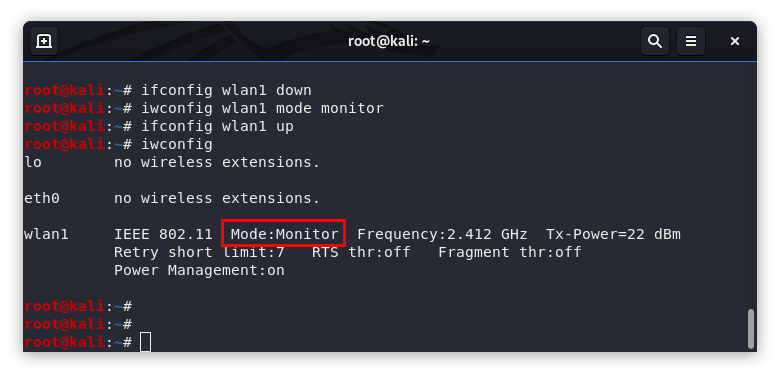 root@kali: ~
root@kali:~# ifconfig wlan1 down
root@kali:~# iwconfig wlan1 mode monitor
root@kali:~# ifconfig wlan1 up
root@kali:~# iwconfig
lo        no wireless extensions.
eth0      no wireless extensions.
wlan1     IEEE 802.11  Mode:Monitor  Frequency:2.412 GHz  Tx-Power=22 dBm
          Retry short limit:7   RTS thr:off   Fragment thr:off
          Power Management:on
root@kali:~#
root@kali:~#
root@kali:~#